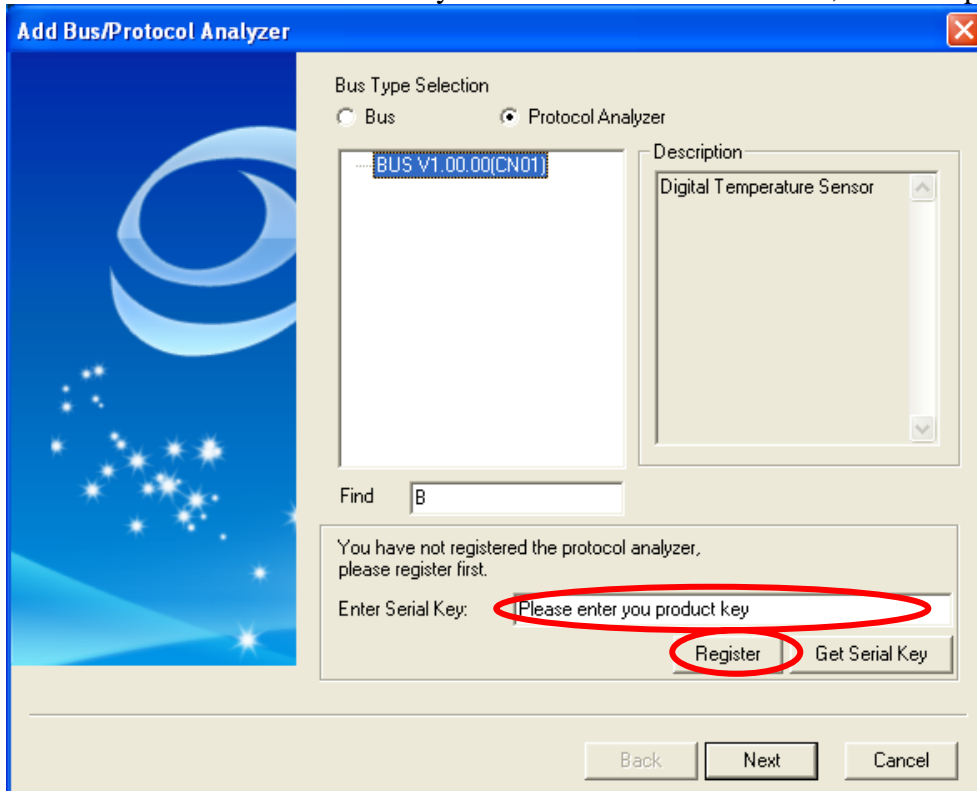 Add Bus/Protocol Analyzer
Bus Type Selection
Bus Protocol Analyzer
BUS V1.00.00(CN01)
Description
Digital Temperature Sensor
Find B
You have not registered the protocol analyzer,
please register first.
Enter Serial Key: Please enter you product key
Register Get Serial Key
Back Next Cancel